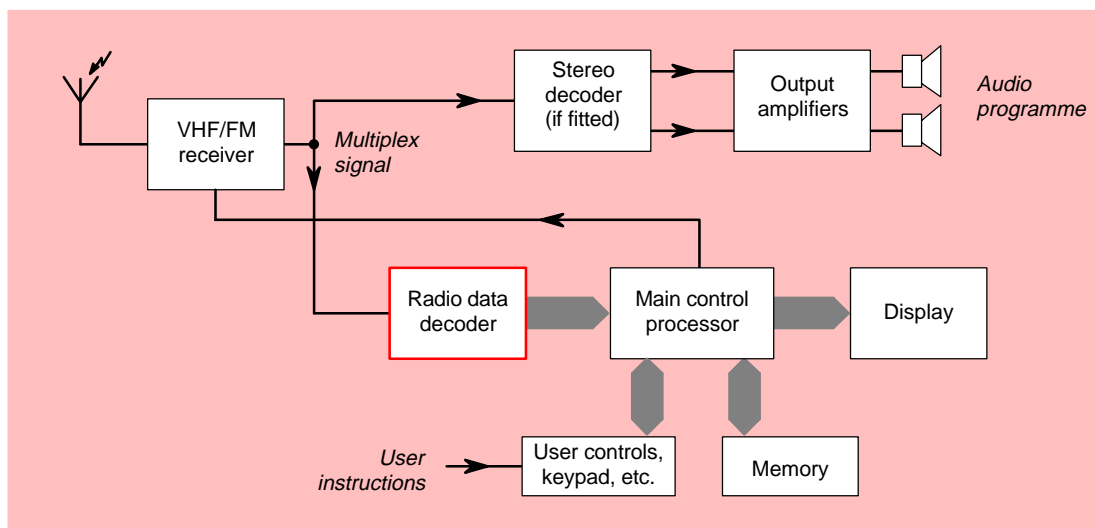 VHF/FM
receiver
Multiplex
signal
Stereo
decoder
(if fitted)
Output
amplifiers
Audio
programme
Radio data
decoder
Main control
processor
Display
User
instructions
User controls,
keypad, etc.
Memory